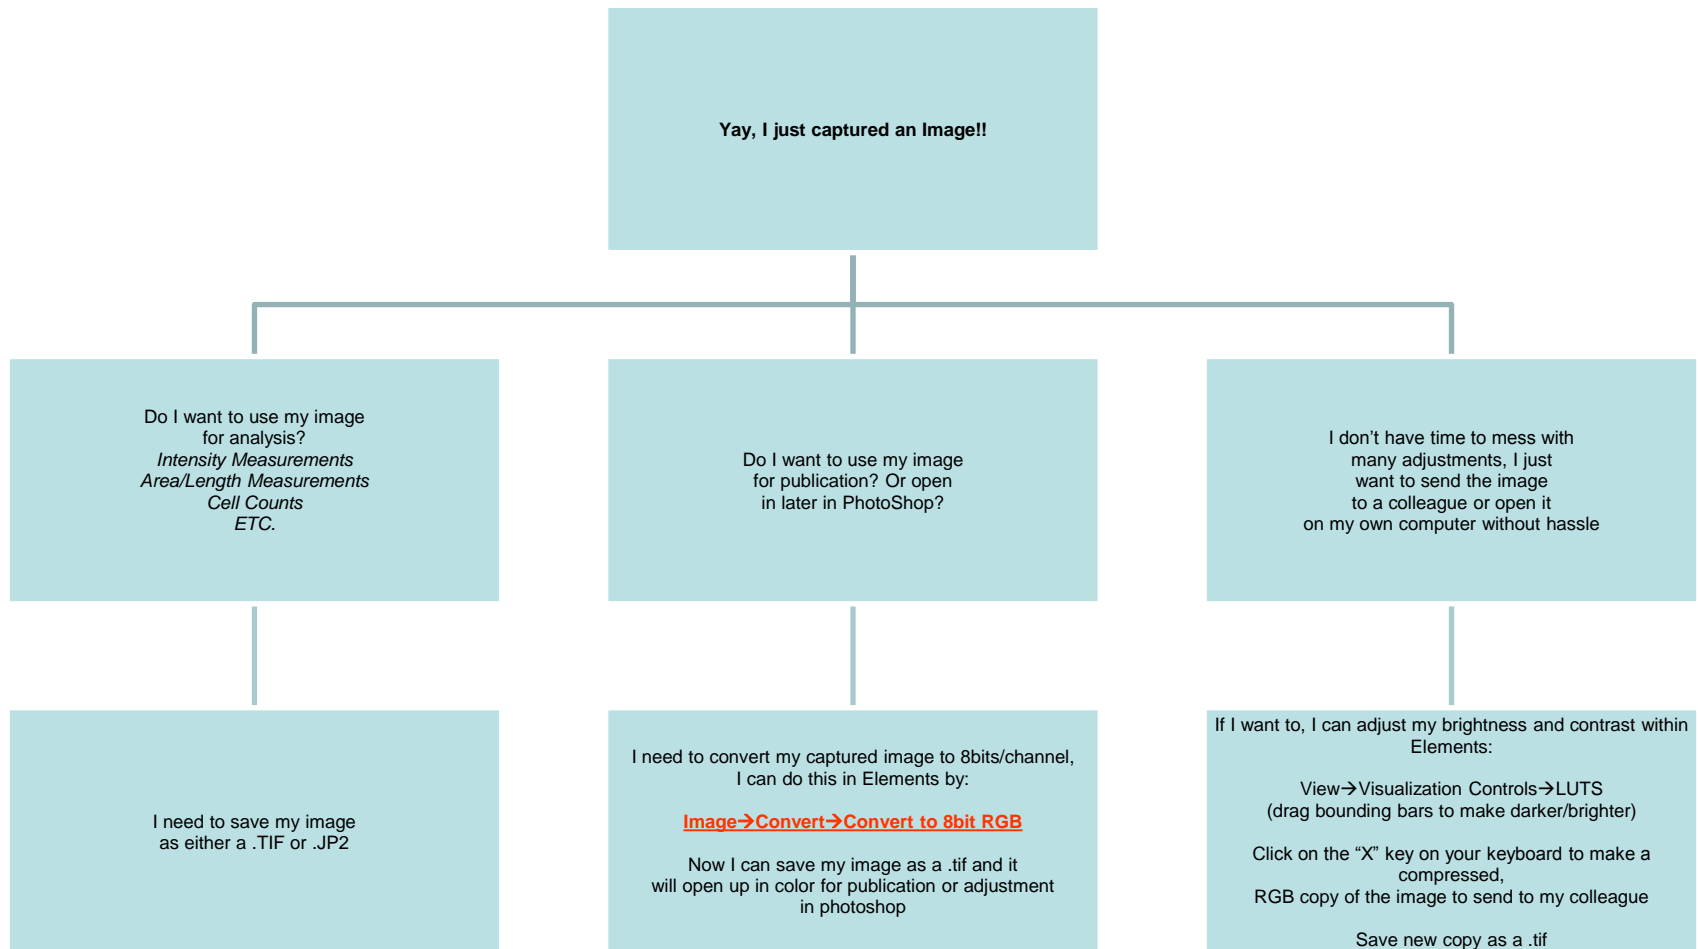 Yay, I just captured an Image!!
Do I want to use my image
for analysis?
Intensity Measurements
Area/Length Measurements
Cell Counts
ETC.
Do I want to use my image
for publication? Or open
in later in PhotoShop?
I don’t have time to mess with
many adjustments, I just
want to send the image
to a colleague or open it
on my own computer without hassle
I need to save my image
as either a .TIF or .JP2
I need to convert my captured image to 8bits/channel,
I can do this in Elements by:
Image→Convert→Convert to 8bit RGB
Now I can save my image as a .tif and it
will open up in color for publication or adjustment
in photoshop
If I want to, I can adjust my brightness and contrast within
Elements:
View→Visualization Controls→LUTS
(drag bounding bars to make darker/brighter)
Click on the “X” key on your keyboard to make a
compressed,
RGB copy of the image to send to my colleague
Save new copy as a .tif